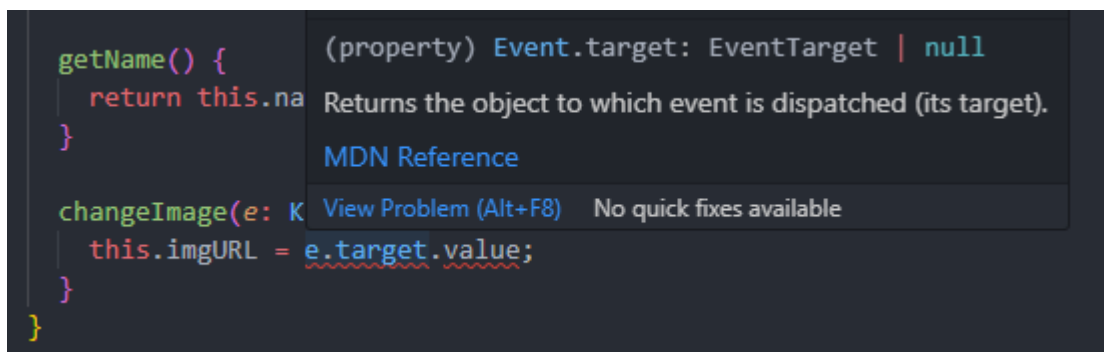 getName() {
return this.na
}
changeImage(e: K
this.imgURL = e.target.value;
}
}
(property) Event.target: EventTarget | null
Returns the object to which event is dispatched (its target).
MDN Reference
View Problem (Alt+F8) No quick fixes available